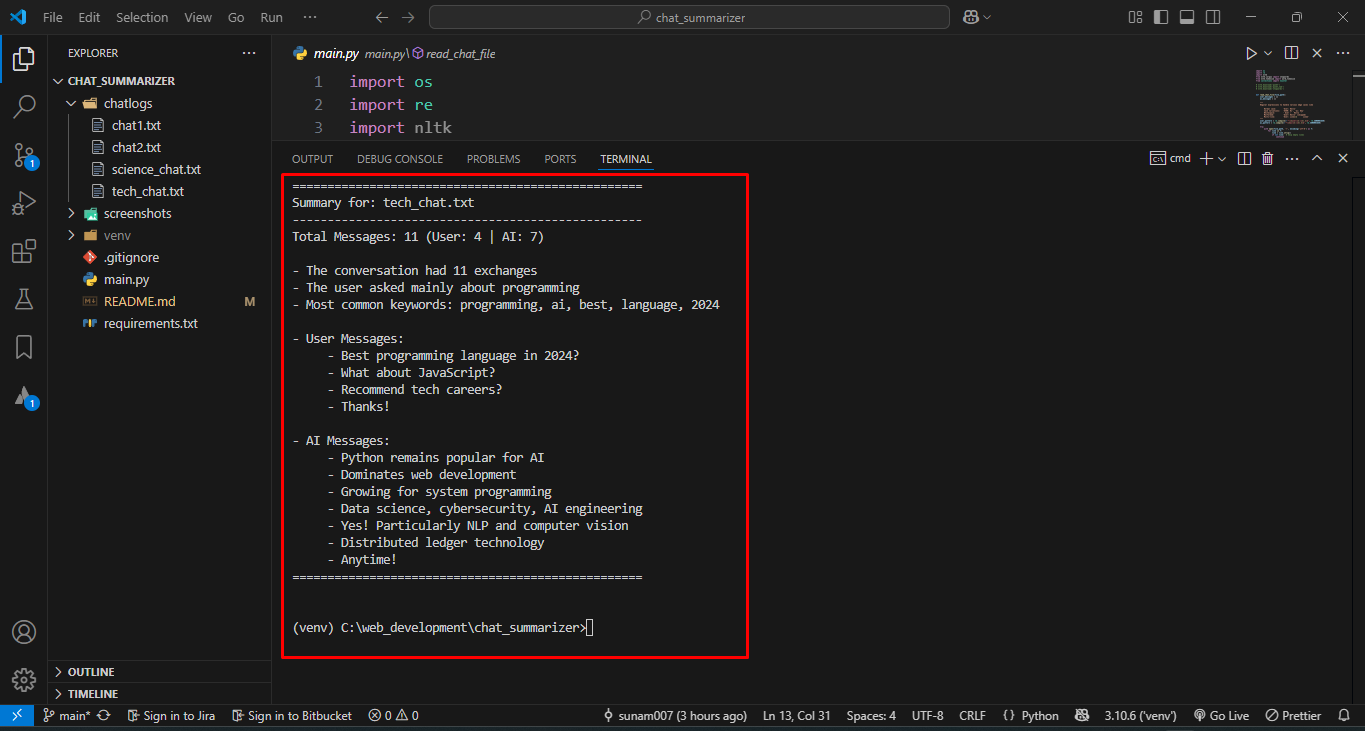 File Edit Selection View Go Run ··· chat_summarizer
EXPLORER ···
CHAT_SUMMARIZER
chatlogs
chat1.txt
chat2.txt
science_chat.txt
tech_chat.txt
screenshots
venv
.gitignore
main.py
README.md M
requirements.txt
OUTLINE
TIMELINE
1
1
main.py main.py\ read_chat_file
1 import os
2 import re
3 import nltk
OUTPUT DEBUG CONSOLE PROBLEMS PORTS TERMINAL cmd
==================================================
Summary for: tech_chat.txt
--------------------------------------------------
Total Messages: 11 (User: 4 | AI: 7)
- The conversation had 11 exchanges
- The user asked mainly about programming
- Most common keywords: programming, ai, best, language, 2024
- User Messages:
- Best programming language in 2024?
- What about JavaScript?
- Recommend tech careers?
- Thanks!
- AI Messages:
- Python remains popular for AI
- Dominates web development
- Growing for system programming
- Data science, cybersecurity, AI engineering
- Yes! Particularly NLP and computer vision
- Distributed ledger technology
- Anytime!
==================================================
(venv) C:\web_development\chat_summarizer>
main* Sign in to Jira Sign in to Bitbucket 0 0 sunam007 (3 hours ago) Ln 13, Col 31 Spaces: 4 UTF-8 CRLF {} Python 3.10.6 ('venv') Go Live Prettier